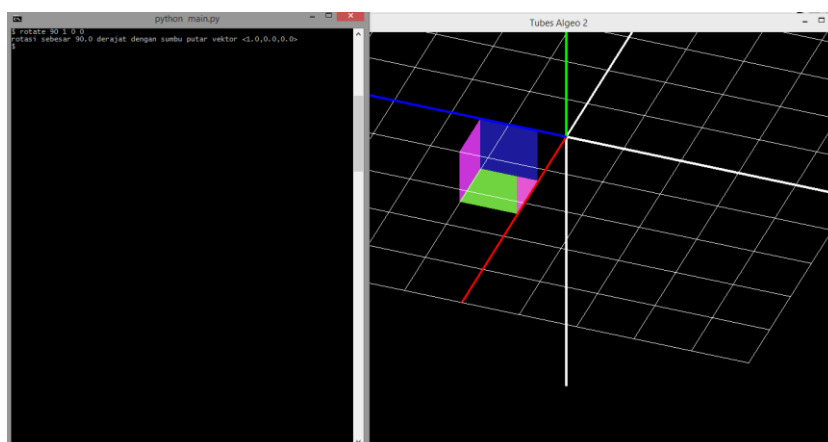 python main.py
$ rotate 90 1 0 0
rotasi sebesar 90.0 derajat dengan sumbu putar vektor <1.0,0.0,0.0>
$
Tubes Algeo 2